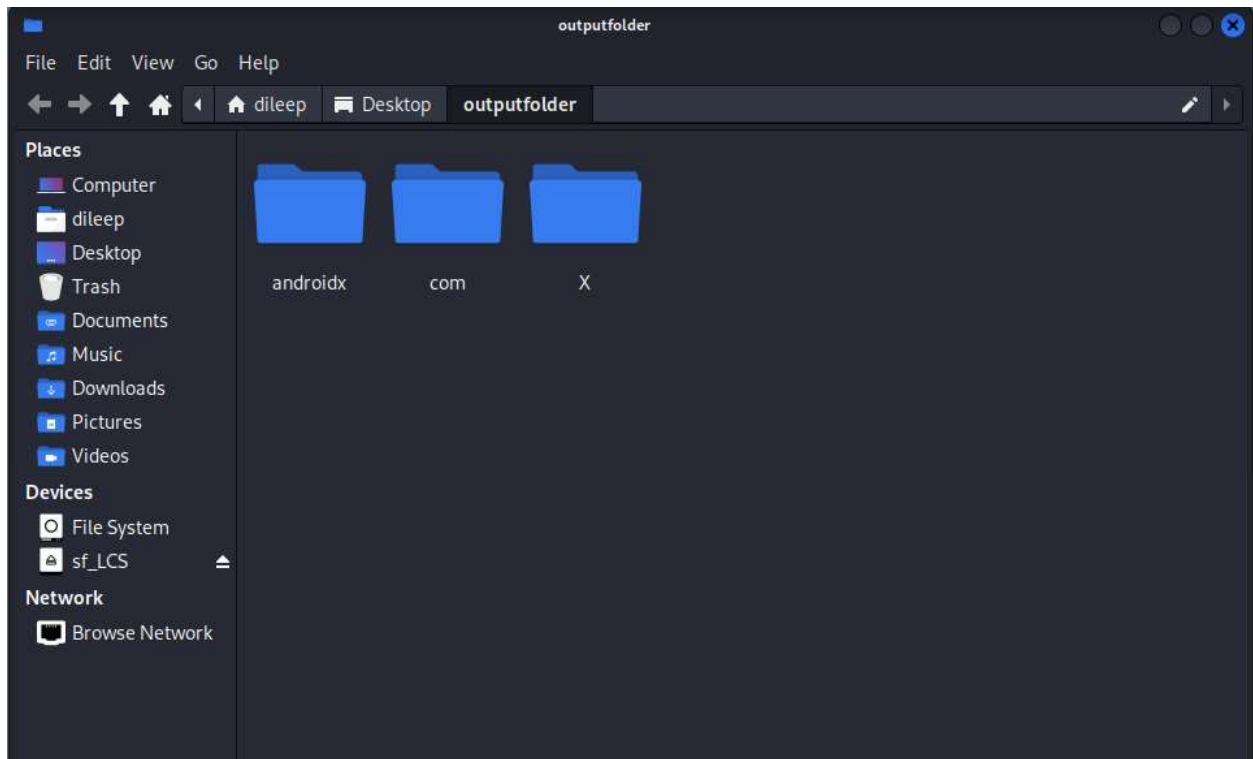 outputfolder
File Edit View Go Help
dileep Desktop outputfolder
Places
Computer
dileep
Desktop
Trash
Documents
Music
Downloads
Pictures
Videos
Devices
File System
sf_LCS
Network
Browse Network
androidx com X